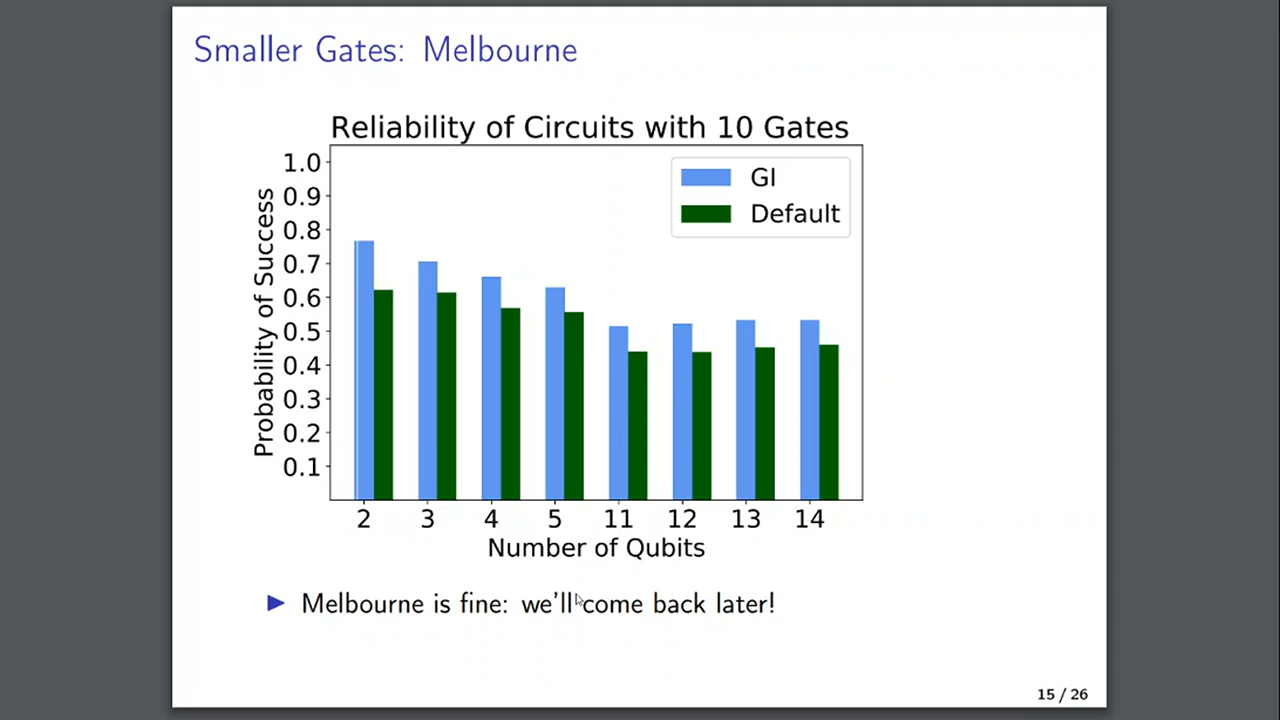 Smaller Gates: Melbourne
Reliability of Circuits with 10 Gates
GI
Default
Probability of Success
1.0
0.9
0.8
0.7
0.6
0.5
0.4
0.3
0.2
0.1
2 3 4 5 11 12 13 14
Number of Qubits
Melbourne is fine: we'll come back later!
15 / 26